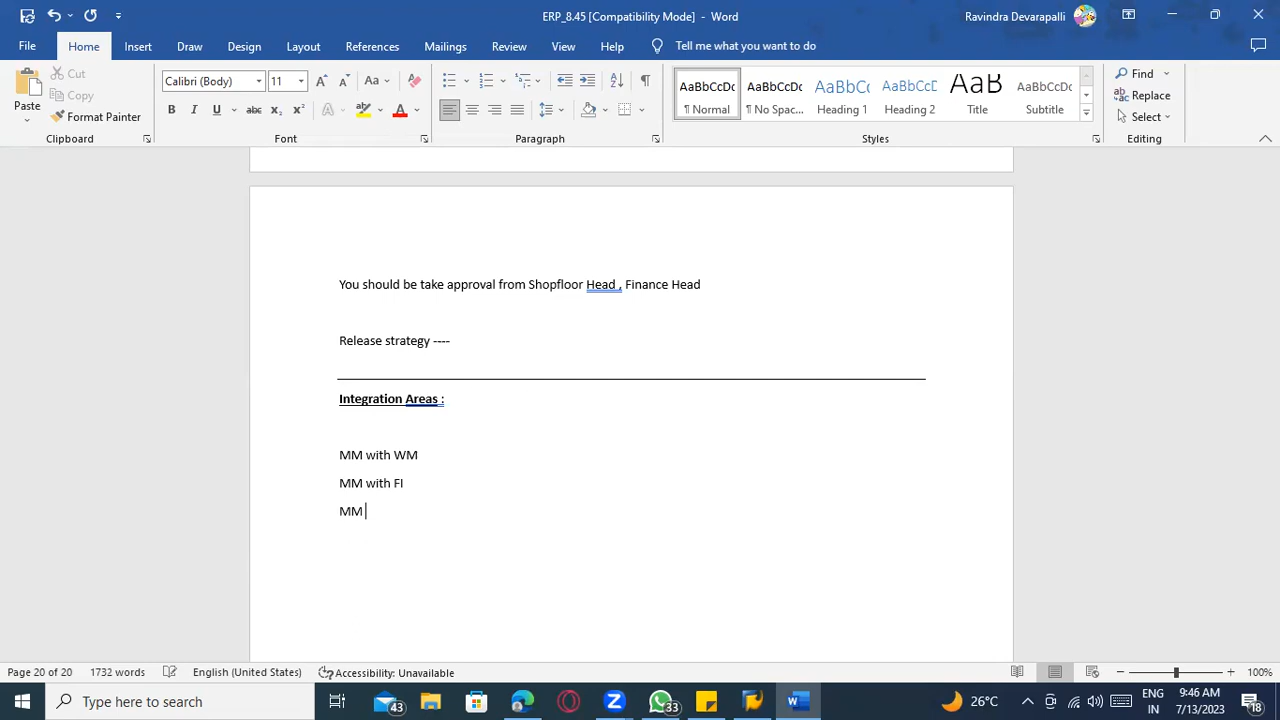 ERP_8.45 [Compatibility Mode] - Word
Ravindra Devarapalli
File Home Insert Draw Design Layout References Mailings Review View Help Tell me what you want to do
Paste
Cut
Copy
Format Painter
Clipboard
Calibri (Body) 11
Font
Paragraph
AaBbCcDc AaBbCcDc AaBbCc AaBbCcC AaB AaBbCcDc
¶ Normal ¶ No Spac... Heading 1 Heading 2 Title Subtitle
Styles
Find
Replace
Select
Editing
You should be take approval from Shopfloor Head , Finance Head
Release strategy ----
Integration Areas :
MM with WM
MM with FI
MM
Page 20 of 20 1732 words English (United States) Accessibility: Unavailable 100%
Type here to search
43
33
26°C
ENG
IN
9:46 AM
7/13/2023
18